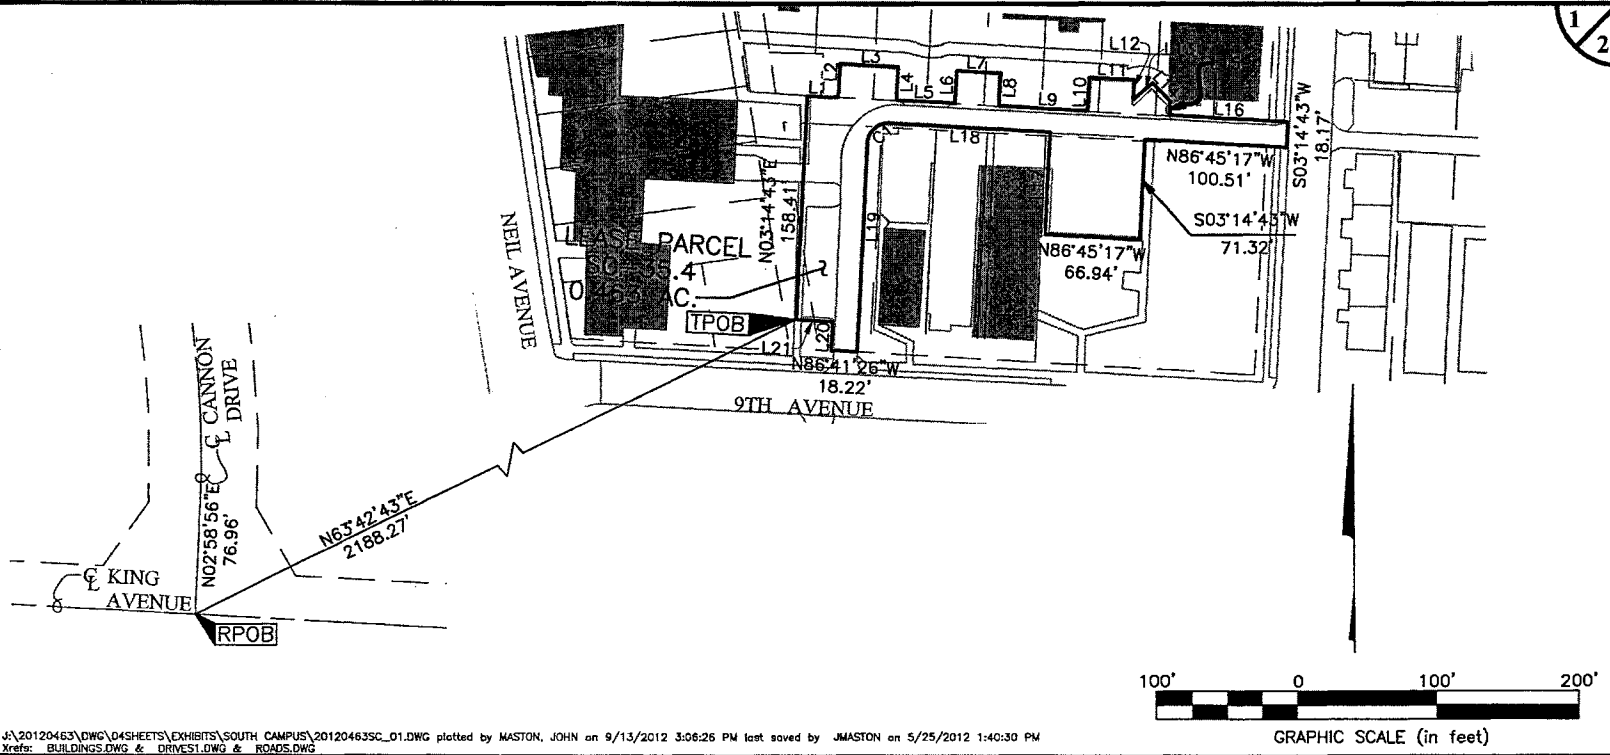 1
2
L12
L3
L2
L1
L4
L5
L6
L7
L8
L9
L10
L11
L16
L18
N86°45'17"W
100.51'
S03°14'43"W
18.17'
S03°14'43"W
71.32'
N86°45'17"W
66.94'
N03°14'43"E
158.41'
L19
NEIL AVENUE
LEASE PARCEL
AC.
TPOB
L21
L20
N86°41'26"W
18.22'
9TH AVENUE
℄ CANNON
DRIVE
N02°58'56"E
76.96'
N63°42'43"E
2188.27'
℄ KING
AVENUE
RPOB
100' 0 100' 200'
GRAPHIC SCALE (in feet)
J:\20120463\DWG\04SHEETS\EXHIBITS\SOUTH CAMPUS\20120463SC_01.DWG plotted by MASTON, JOHN on 9/13/2012 3:06:26 PM last saved by JMASTON on 5/25/2012 1:40:30 PM
Xrefs: BUILDINGS.DWG & DRIVES1.DWG & ROADS.DWG